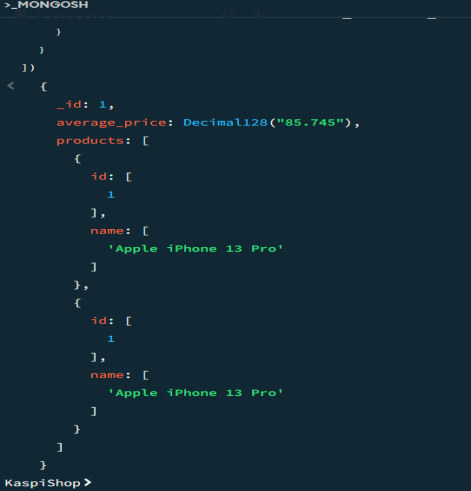 >_MONGOSH
}
}
])
< {
_id: 1,
average_price: Decimal128("85.745"),
products: [
{
id: [
1
],
name: [
'Apple iPhone 13 Pro'
]
},
{
id: [
1
],
name: [
'Apple iPhone 13 Pro'
]
}
]
}
KaspiShop>